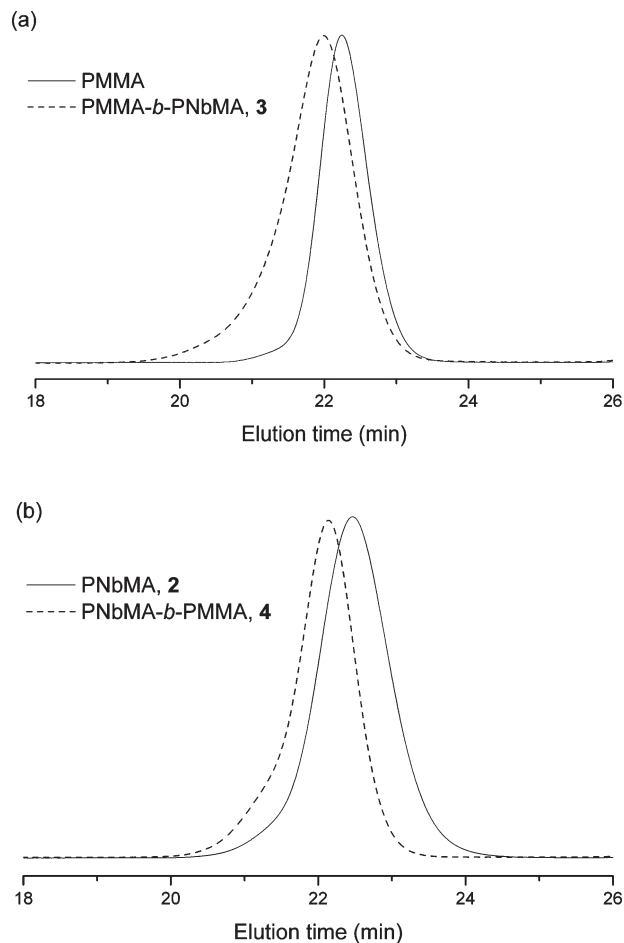 (a)
PMMA
PMMA-b-PNbMA, 3
18 20 22 24 26
Elution time (min)
(b)
PNbMA, 2
PNbMA-b-PMMA, 4
18 20 22 24 26
Elution time (min)